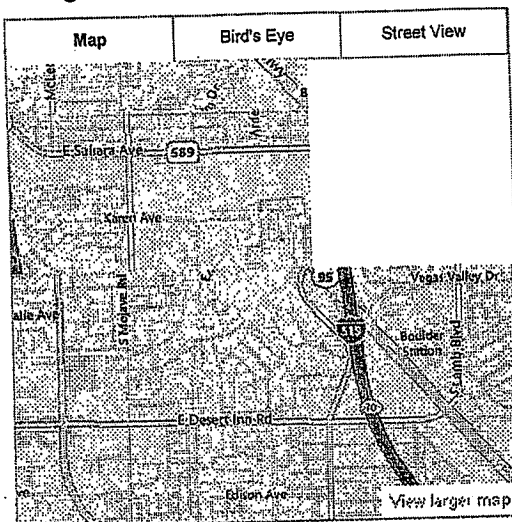 Map Bird's Eye Street View
E Sahara Ave 589
Karen Ave
S Mojave Rd
95
Vegas Valley Dr
515
Boulder
Station
S Lamb Blvd
E Desert Inn Rd
70
Edison Ave
View larger map